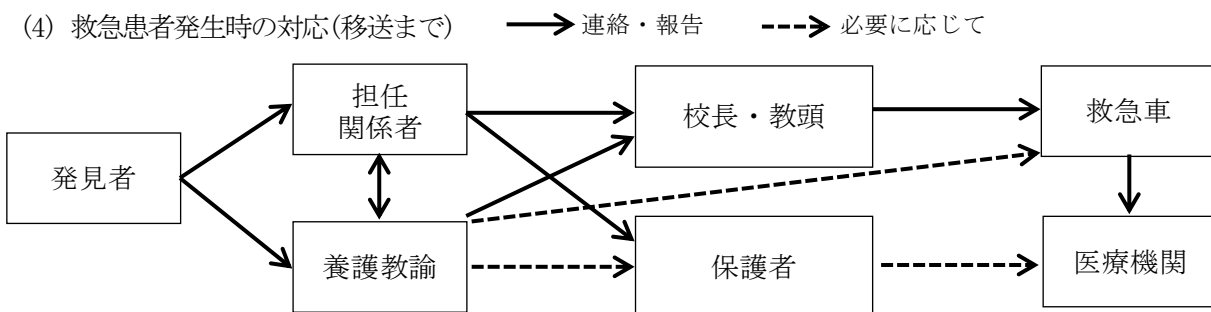 (4) 救急患者発生時の対応(移送まで)
連絡・報告
必要に応じて
発見者
担任
関係者
養護教諭
校長・教頭
保護者
救急車
医療機関